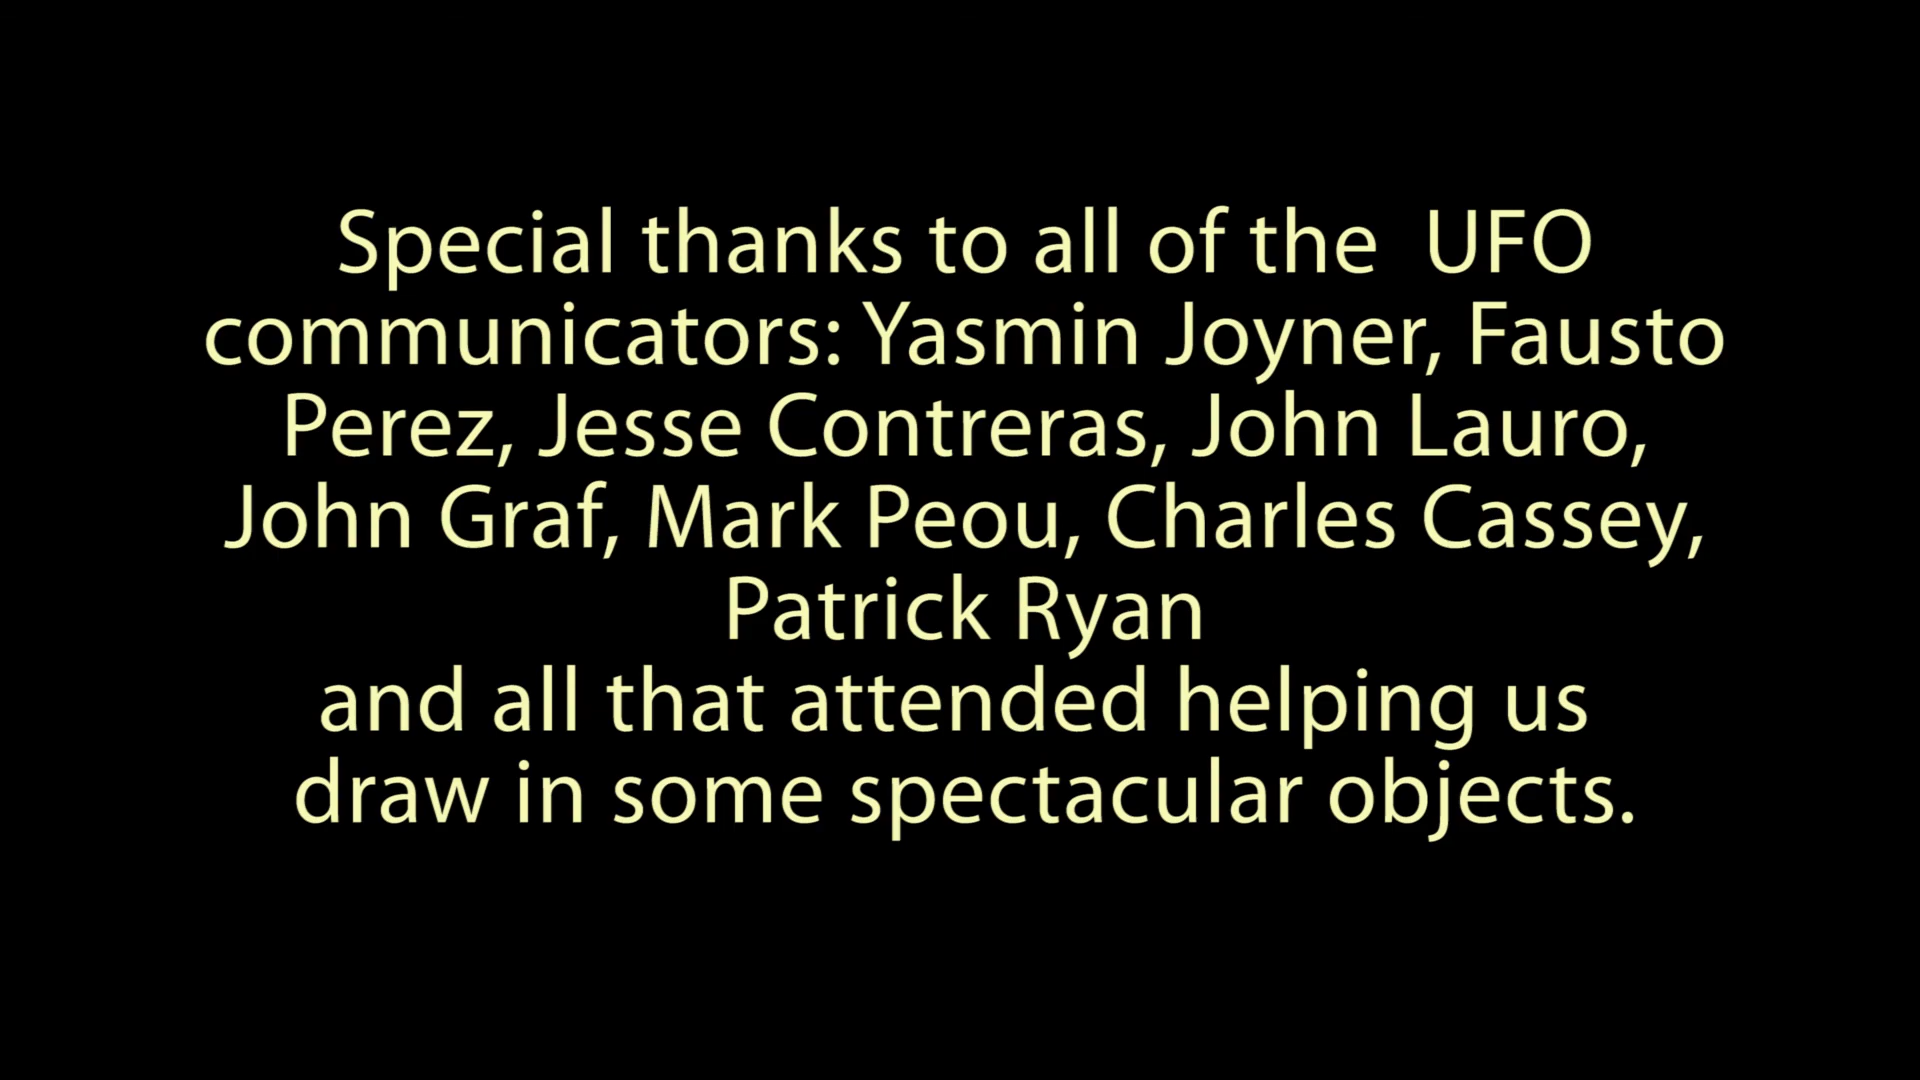 Special thanks to all of the  UFO
communicators: Yasmin Joyner, Fausto
Perez, Jesse Contreras, John Lauro,
John Graf, Mark Peou, Charles Cassey,
Patrick Ryan
and all that attended helping us
draw in some spectacular objects.